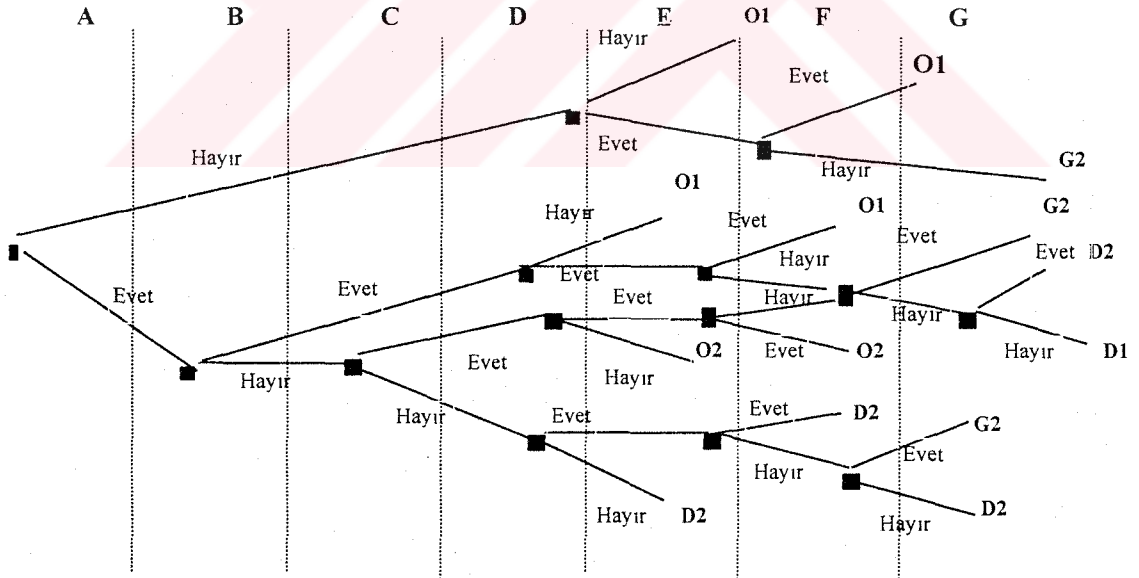 A B C D E O1 F G
Hayır
Evet O1
Hayır Evet
Hayır G2
O1
Hayır Evet O1 G2
Evet
Evet Hayır Evet D2
Evet Evet Hayır
Evet Hayır
Hayır O2 Evet O2 Hayır D1
Evet
Hayır Hayır
Hayır Evet Evet D2
G2
Evet
Hayır
Hayır D2 D2
Hayır